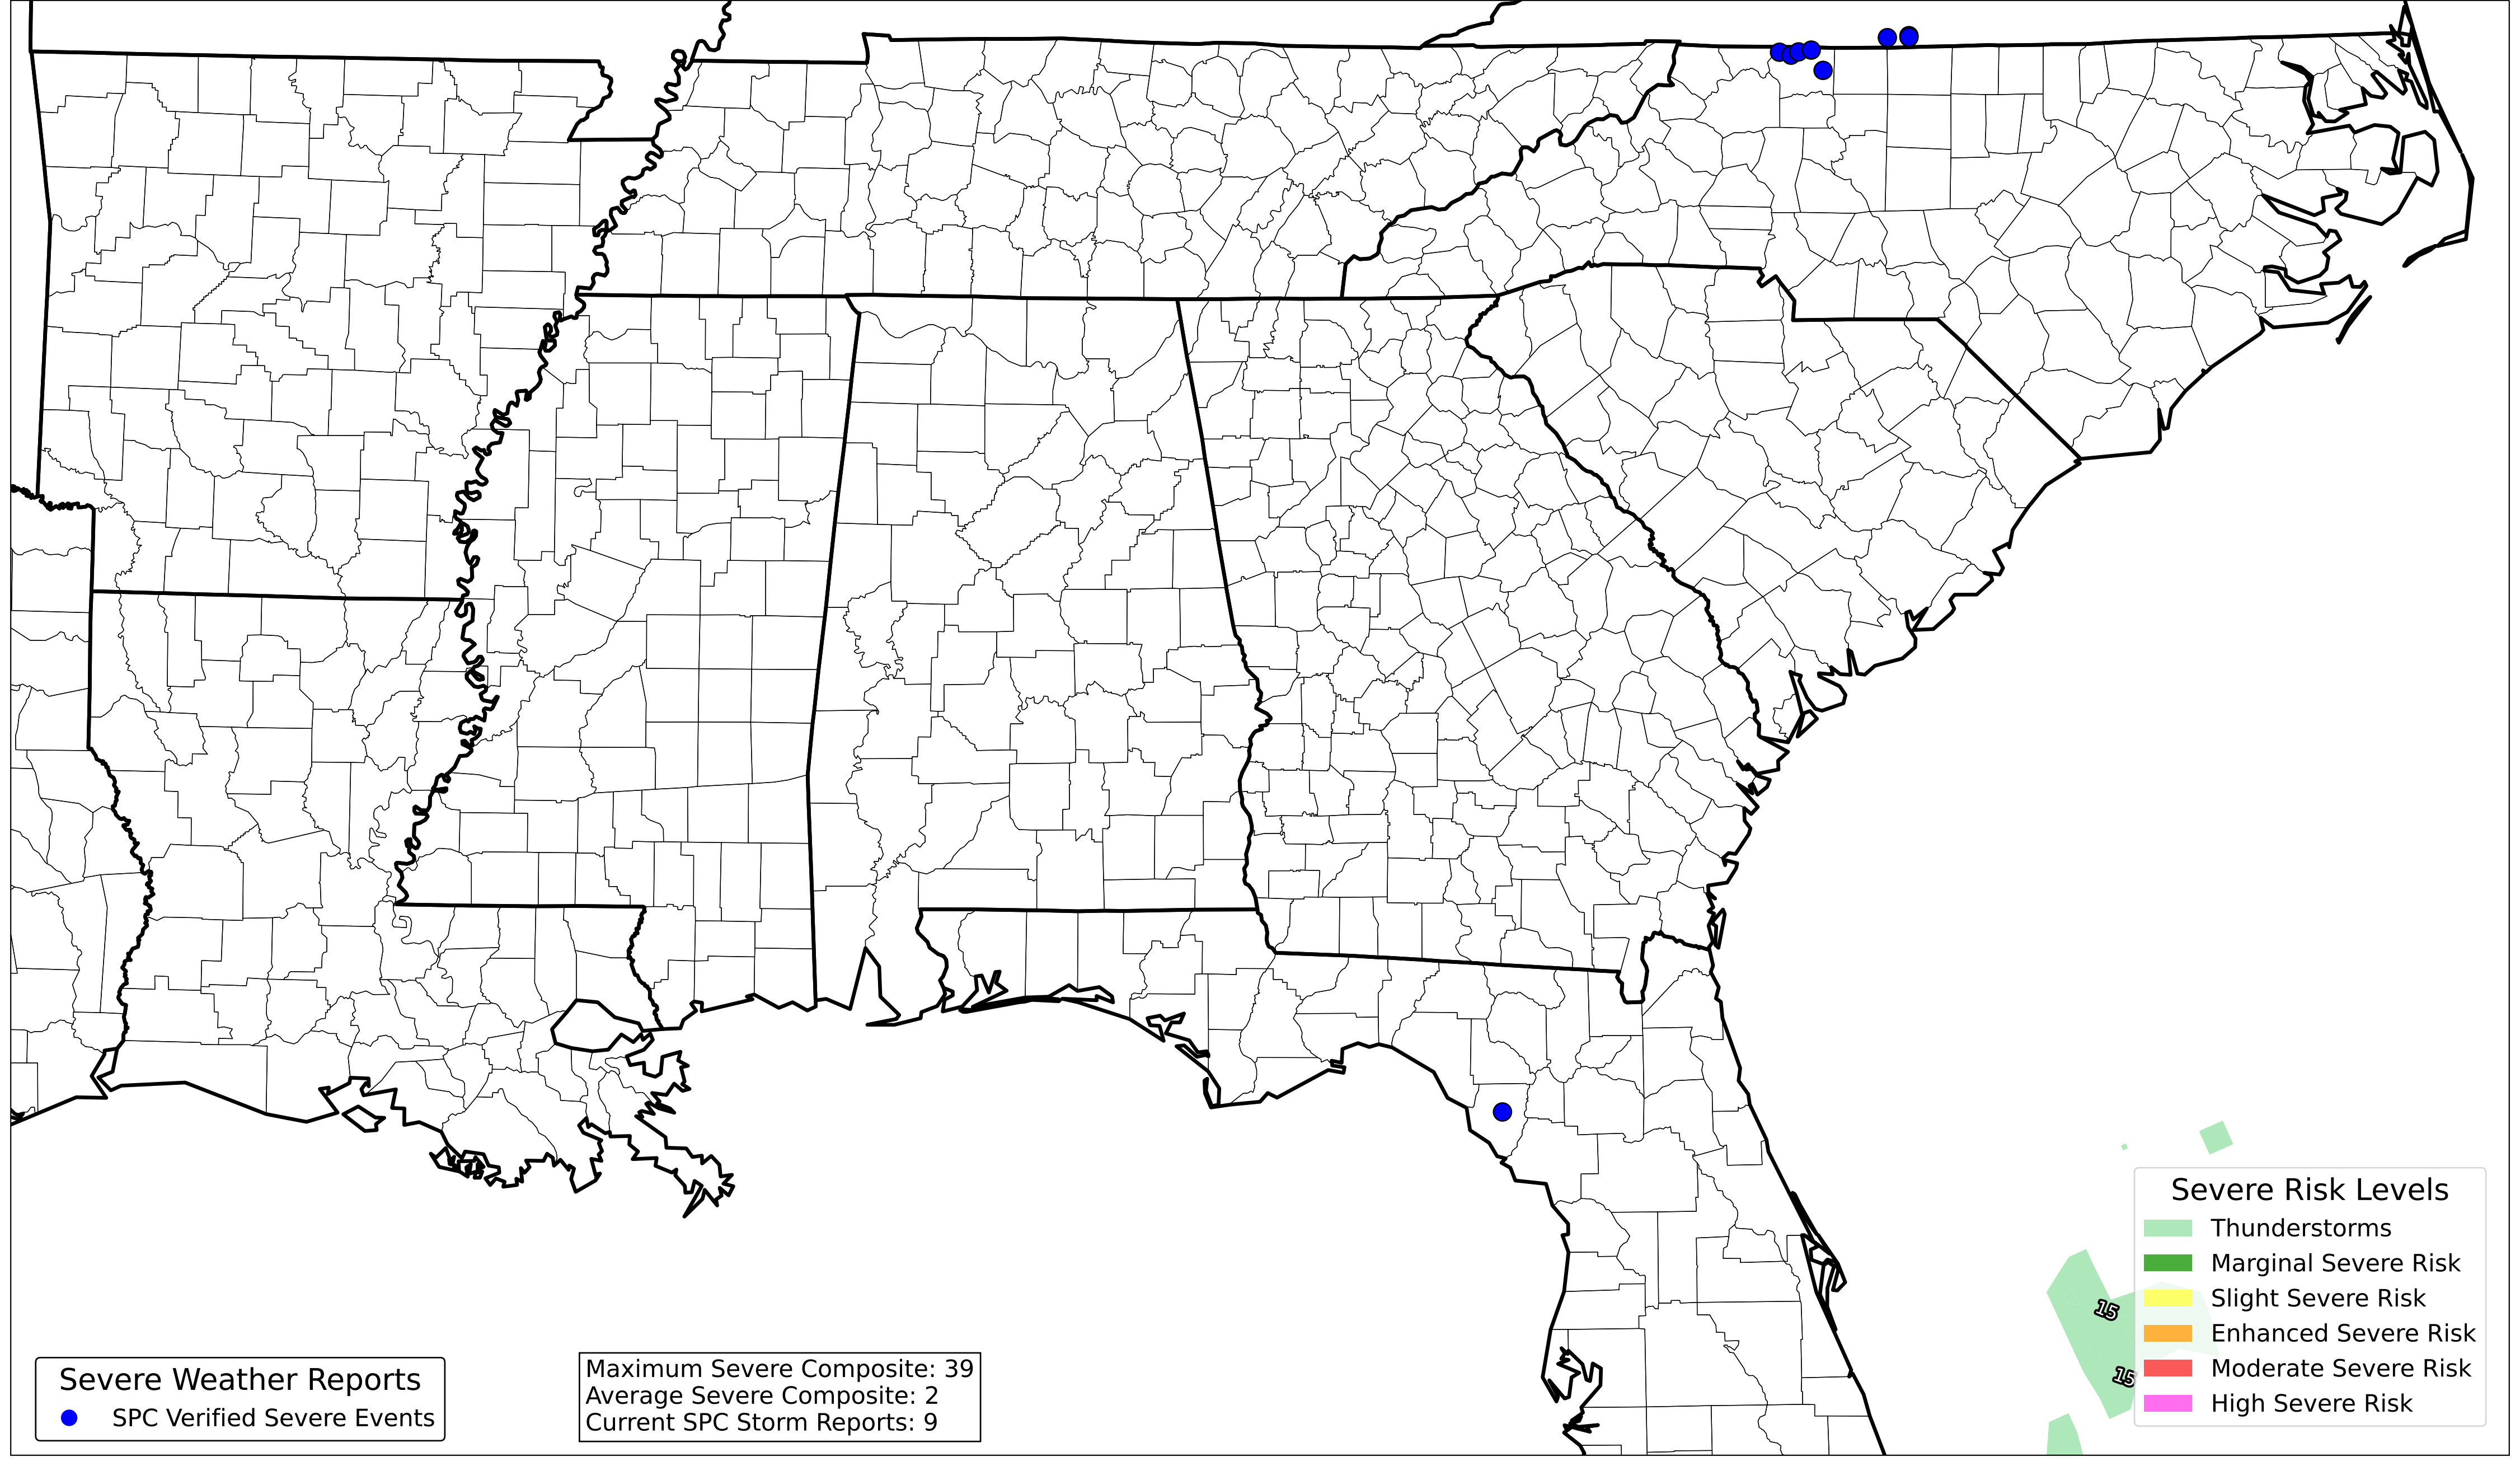 15
15
Severe Risk Levels
Thunderstorms
Marginal Severe Risk
Slight Severe Risk
Enhanced Severe Risk
Moderate Severe Risk
High Severe Risk
Severe Weather Reports
SPC Verified Severe Events
Maximum Severe Composite: 39
Average Severe Composite: 2
Current SPC Storm Reports: 9